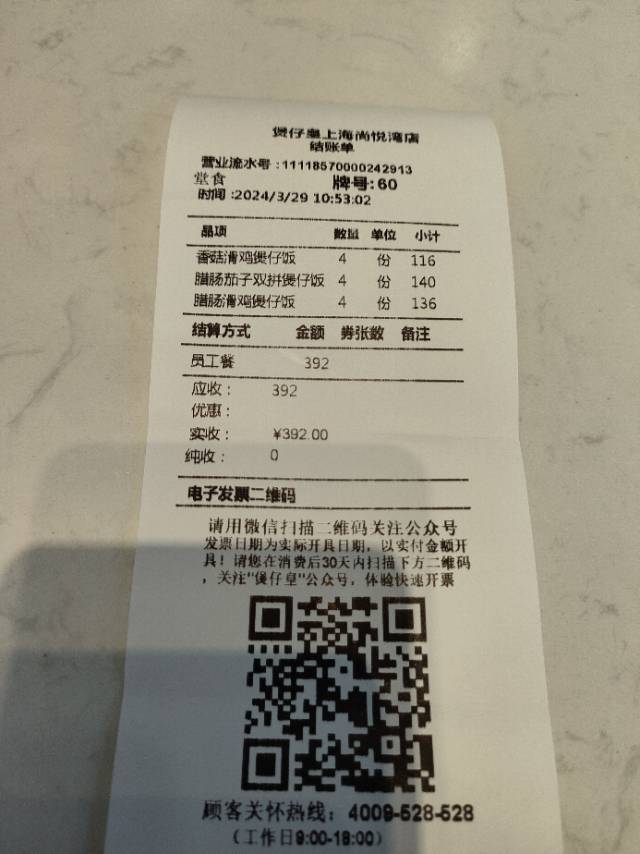 煲仔皇上海尚悦湾店
结账单
营业流水号:11118570000242913
堂食 牌号:60
时间:2024/3/29 10:53:02
品项 数量 单位 小计
香菇滑鸡煲仔饭 4 份 116
腊肠茄子双拼煲仔饭 4 份 140
腊肠滑鸡煲仔饭 4 份 136
结算方式 金额 券张数 备注
员工餐 392
应收: 392
优惠:
实收: ¥392.00
纯收: 0
电子发票二维码
请用微信扫描二维码关注公众号
发票日期为实际开具日期，以实付金额开
具！请您在消费后30天内扫描下方二维码
，关注"煲仔皇"公众号，体验快速开票
顾客关怀热线：4009-528-528
（工作日9:00-18:00）